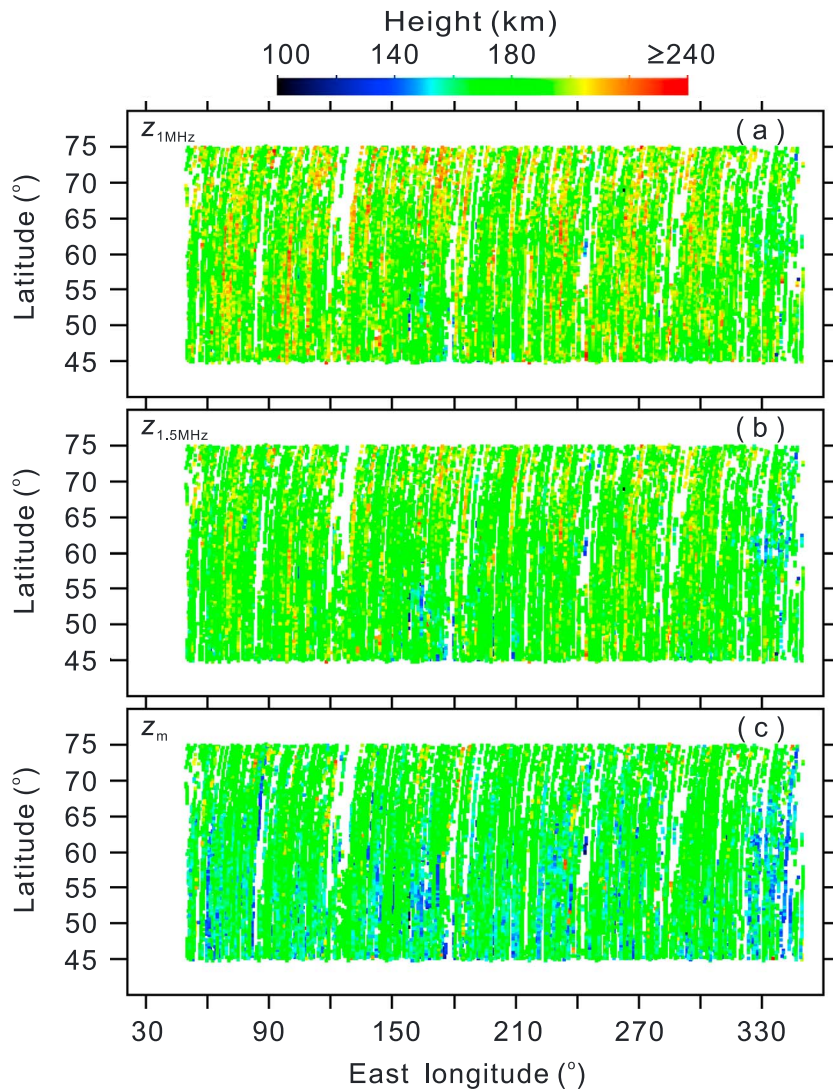 Height (km)
100 140 180 ≥240
z1MHz (a)
75
70
65
60
55
50
45
Latitude (°)
z1.5MHz (b)
75
70
65
60
55
50
45
Latitude (°)
zm (c)
75
70
65
60
55
50
45
Latitude (°)
30 90 150 210 270 330
East longitude (°)